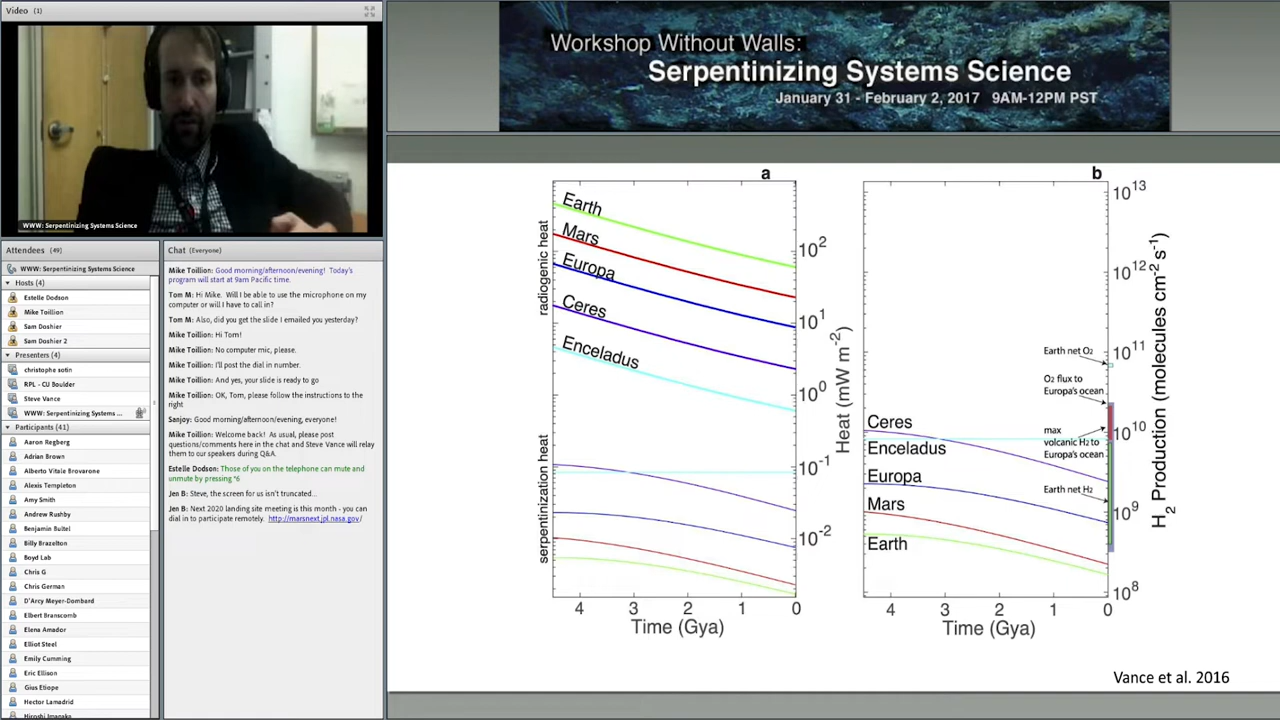 Video (1)
WWW: Serpentinizing Systems Science
Attendees (49)
WWW: Serpentinizing Systems Science
Hosts (4)
Estelle Dodson
Mike Toillion
Sam Doshier
Sam Doshier 2
Presenters (4)
christophe sotin
RPL - CU Boulder
Steve Vance
WWW: Serpentinizing Systems ...
Participants (41)
Aaron Regberg
Adrian Brown
Alberto Vitale Brovarone
Alexis Templeton
Amy Smith
Andrew Rushby
Benjamin Bultel
Billy Brazelton
Boyd Lab
Chris G
Chris German
D'Arcy Meyer-Dombard
Elbert Branscomb
Elena Amador
Elliot Steel
Emily Cumming
Eric Ellison
Gius Etiope
Hector Lamadrid
Hiroshi Imanaka
Chat (Everyone)
Mike Toillion: Good morning/afternoon/evening! Today's
program will start at 9am Pacific time.
Tom M: Hi Mike. Will I be able to use the microphone on my
computer or will I have to call in?
Tom M: Also, did you get the slide I emailed you yesterday?
Mike Toillion: Hi Tom!
Mike Toillion: No computer mic, please.
Mike Toillion: I'll post the dial in number.
Mike Toillion: And yes, your slide is ready to go
Mike Toillion: OK, Tom, please follow the instructions to the
right
Sanjoy: Good morning/afternoon/evening, everyone!
Mike Toillion: Welcome back! As usual, please post
questions/comments here in the chat and Steve Vance will relay
them to our speakers during Q&A.
Estelle Dodson: Those of you on the telephone can mute and
unmute by pressing *6
Jen B: Steve, the screen for us isn't truncated...
Jen B: Next 2020 landing site meeting is this month - you can
dial in to participate remotely. http://marsnext.jpl.nasa.gov/
Workshop Without Walls:
Serpentinizing Systems Science
January 31 - February 2, 2017 9AM-12PM PST
a
radiogenic heat
serpentinization heat
Earth
Mars
Europa
Ceres
Enceladus
10²
10¹
10⁰
10⁻¹
10⁻²
Heat (mW m⁻²)
4 3 2 1 0
Time (Gya)
b
Ceres
Enceladus
Europa
Mars
Earth
Earth net O₂
O₂ flux to
Europa's ocean
max
volcanic H₂ to
Europa's ocean
Earth net H₂
10¹³
10¹²
10¹¹
10¹⁰
10⁹
10⁸
H₂ Production (molecules cm⁻² s⁻¹)
4 3 2 1 0
Time (Gya)
Vance et al. 2016